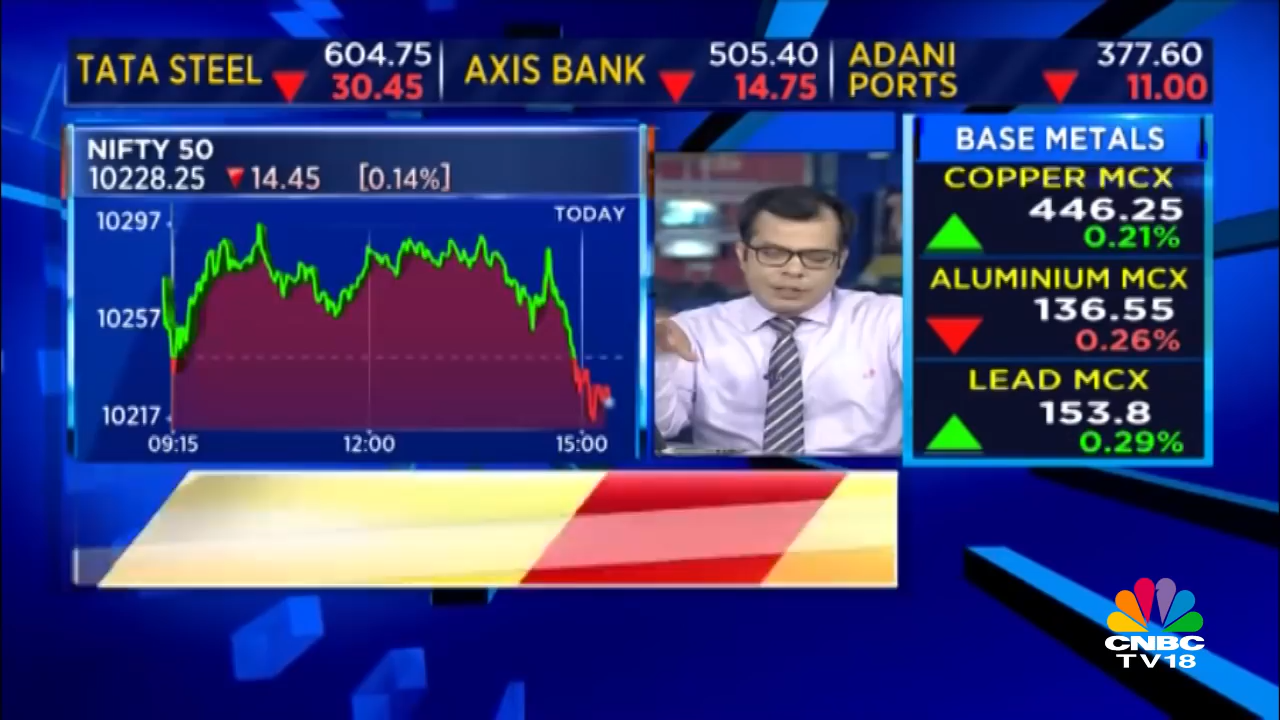 TATA STEEL 604.75
30.45
AXIS BANK 505.40
14.75
ADANI PORTS 377.60
11.00
NIFTY 50
10228.25 14.45 [0.14%]
TODAY
10297
10257
10217
09:15 12:00 15:00
BASE METALS
COPPER MCX
446.25
0.21%
ALUMINIUM MCX
136.55
0.26%
LEAD MCX
153.8
0.29%
CNBC
TV18